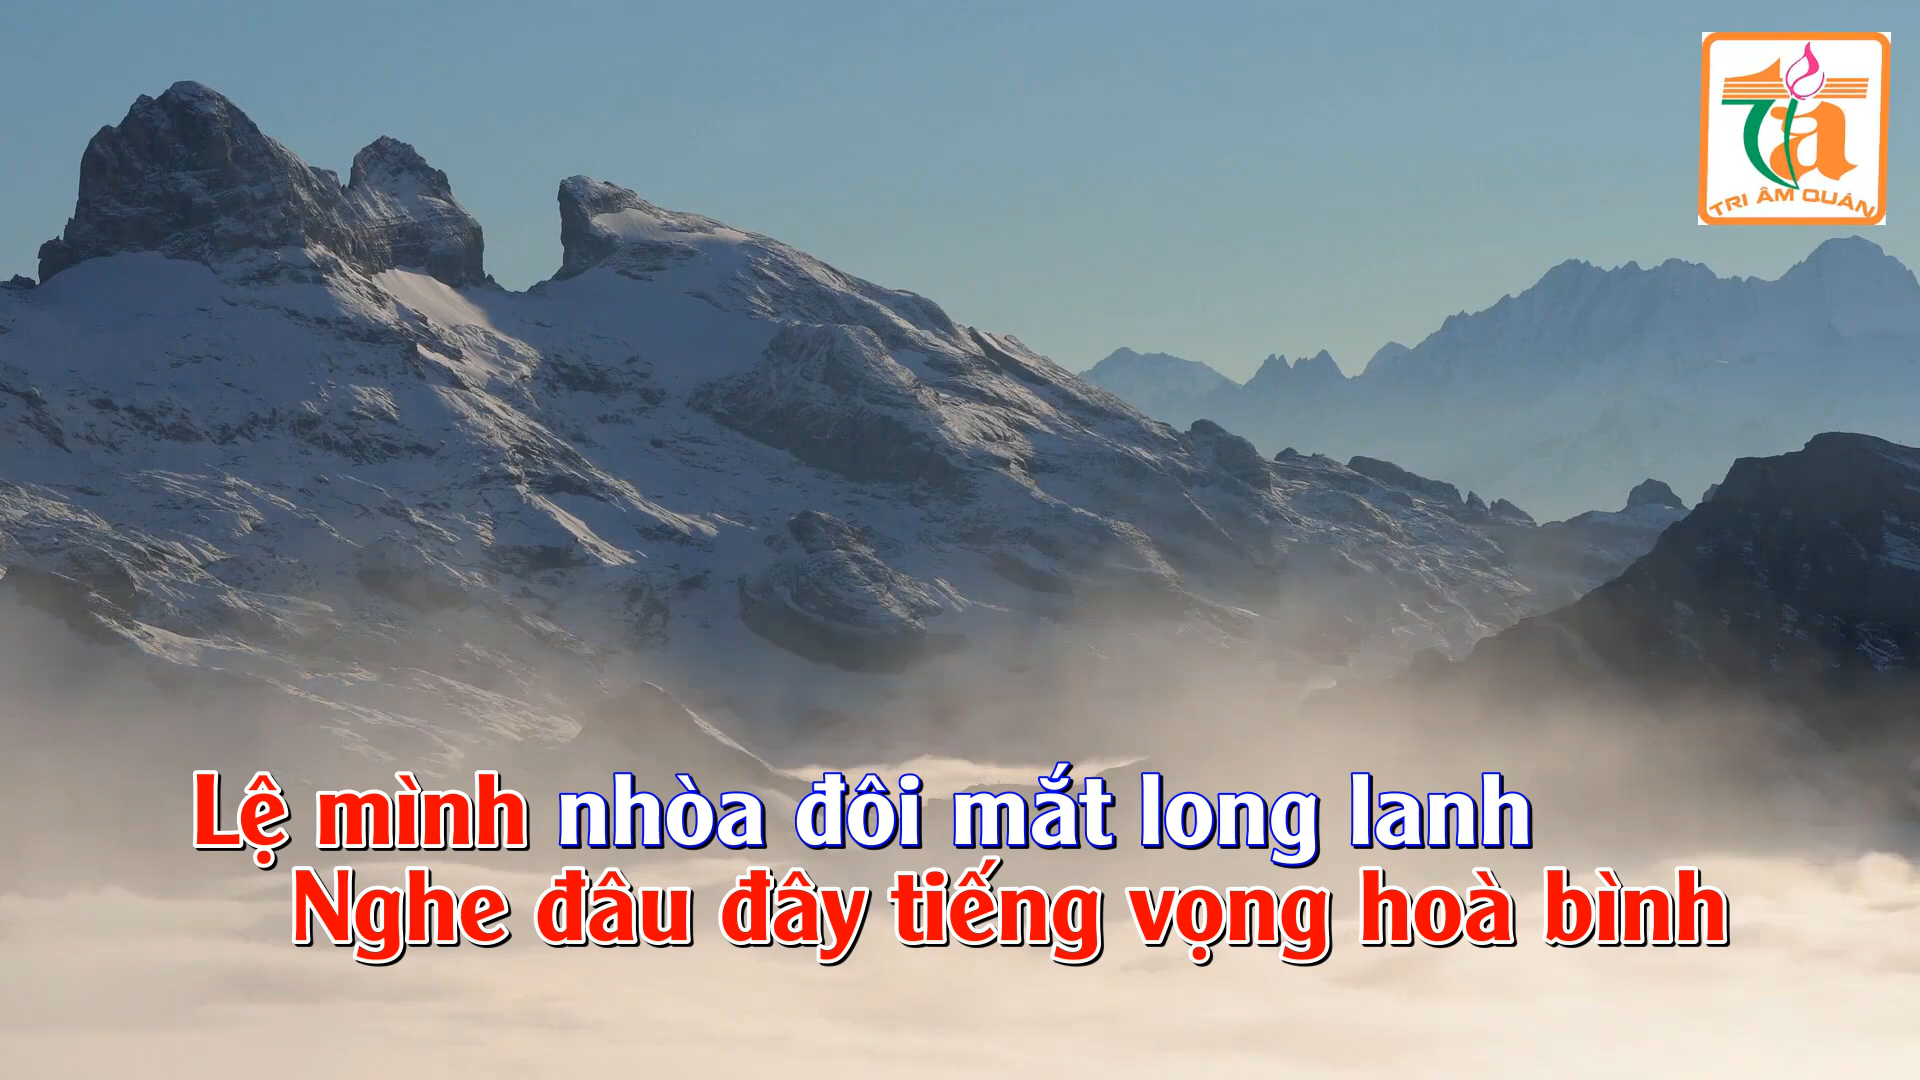 TRI ÂM QUÁN
Lệ mình nhòa đôi mắt long lanh
Nghe đâu đây tiếng vọng hoà bình